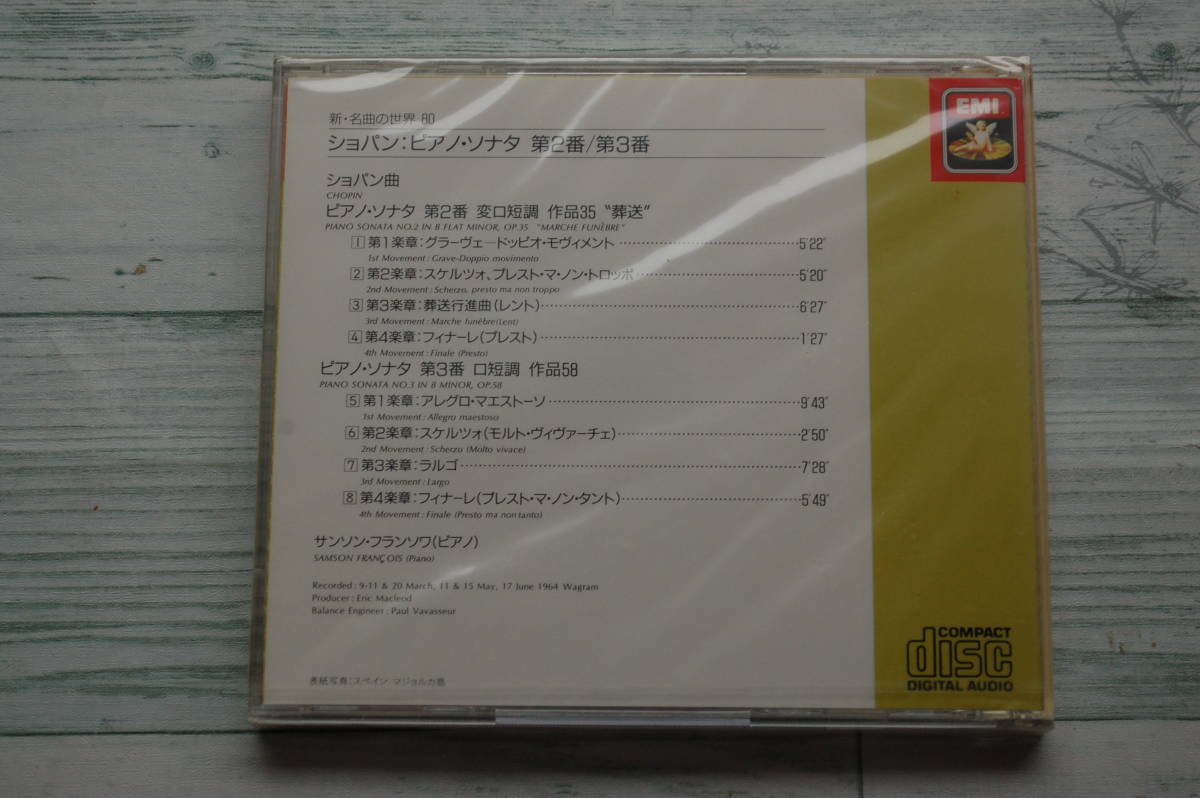 新・名曲の世界 80
ショパン:ピアノ・ソナタ 第2番/第3番
EMI
ショパン曲
CHOPIN
ピアノ・ソナタ 第2番 変ロ短調 作品35 "葬送"
PIANO SONATA NO.2 IN B FLAT MINOR, OP.35 "MARCHE FUNÈBRE"
1 第1楽章:グラーヴェ―ドッピオ・モヴィメント 5'22"
1st Movement : Grave-Doppio movimento
2 第2楽章:スケルツォ、プレスト・マ・ノン・トロッポ 5'20"
2nd Movement : Scherzo, presto ma non troppo
3 第3楽章:葬送行進曲(レント) 6'27"
3rd Movement : Marche funèbre(Lent)
4 第4楽章:フィナーレ(プレスト) 1'27"
4th Movement : Finale (Presto)
ピアノ・ソナタ 第3番 ロ短調 作品58
PIANO SONATA NO.3 IN B MINOR, OP.58
5 第1楽章:アレグロ・マエストーソ 9'43"
1st Movement : Allegro maestoso
6 第2楽章:スケルツォ(モルト・ヴィヴァーチェ) 2'50"
2nd Movement : Scherzo (Molto vivace)
7 第3楽章:ラルゴ 7'28"
3rd Movement : Largo
8 第4楽章:フィナーレ(プレスト・マ・ノン・タント) 5'49"
4th Movement : Finale (Presto ma non tanto)
サンソン・フランソワ(ピアノ)
SAMSON FRANÇOIS (Piano)
Recorded : 9-11 & 20 March, 11 & 15 May, 17 June 1964 Wagram
Producer : Eric Macleod
Balance Engineer : Paul Vavasseur
表紙写真:スペイン マジョルカ島
COMPACT
disc
DIGITAL AUDIO